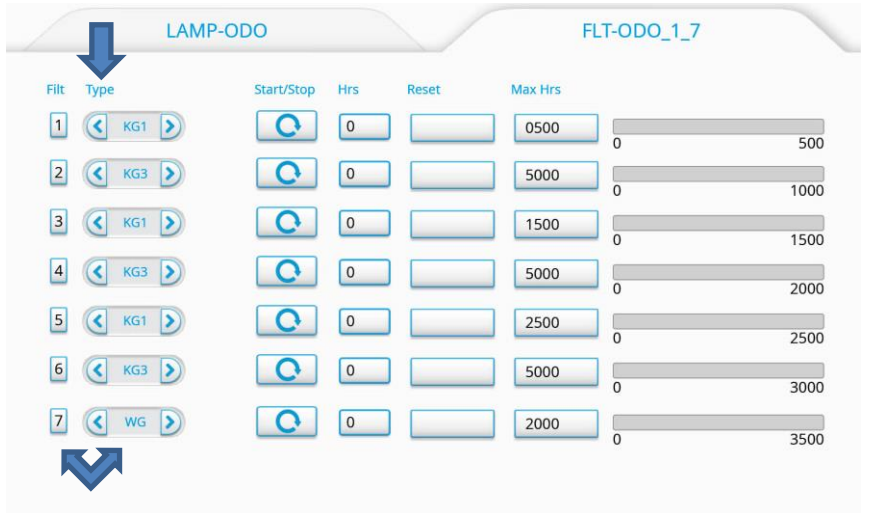 LAMP-ODO FLT-ODO_1_7
Filt Type Start/Stop Hrs Reset Max Hrs
1 KG1 0 0500
0 500
2 KG3 0 5000
0 1000
3 KG1 0 1500
0 1500
4 KG3 0 5000
0 2000
5 KG1 0 2500
0 2500
6 KG3 0 5000
0 3000
7 WG 0 2000
0 3500